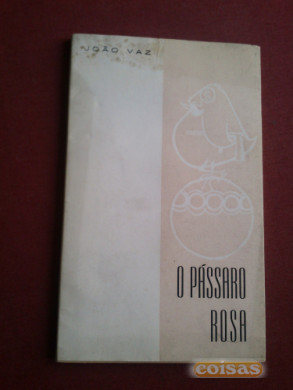 JOÃO VAZ
O PÁSSARO
ROSA
coisas